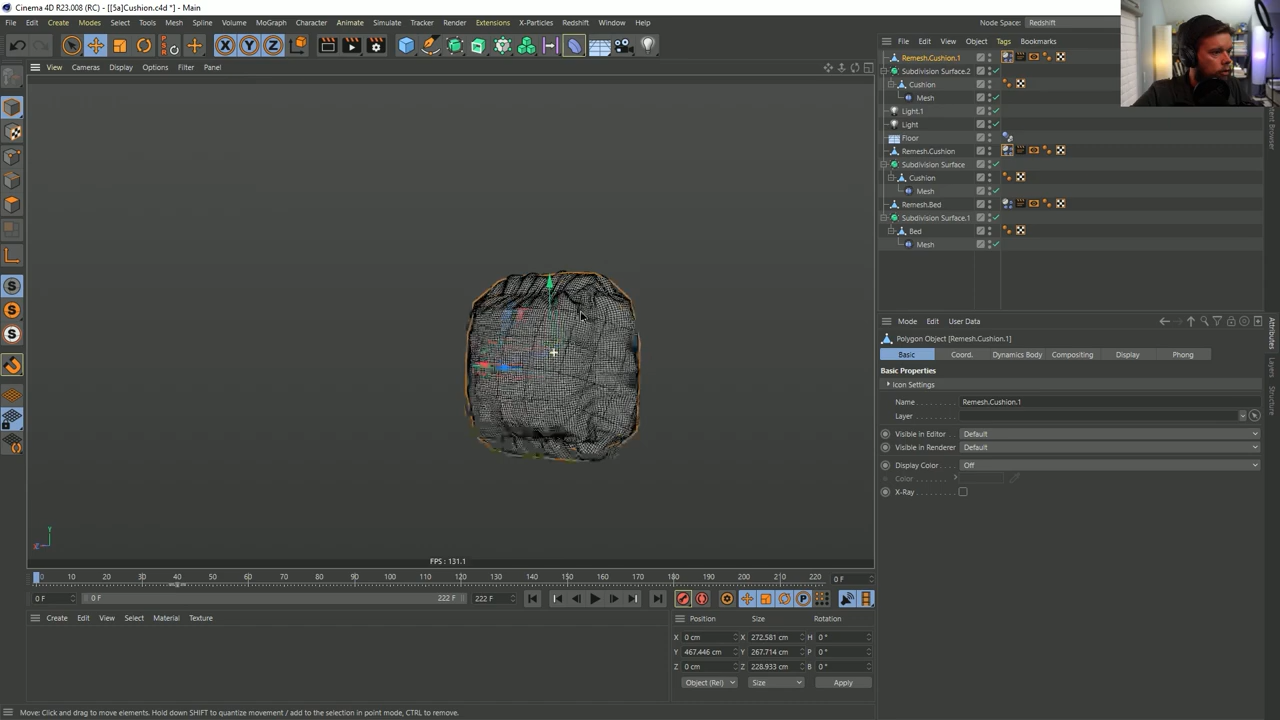 Cinema 4D R23.008 (RC) - [[5a]Cushion.c4d *] - Main
File Edit Create Modes Select Tools Mesh Spline Volume MoGraph Character Animate Simulate Tracker Render Extensions X-Particles Redshift Window Help Node Space: Redshift
X Y Z
View Cameras Display Options Filter Panel
File Edit View Object Tags Bookmarks
Remesh.Cushion.1
Subdivision Surface.2
Cushion
Mesh
Light.1
Light
Floor
Remesh.Cushion
Subdivision Surface
Cushion
Mesh
Remesh.Bed
Subdivision Surface.1
Bed
Mesh
Content Browser
Mode Edit User Data
Polygon Object [Remesh.Cushion.1]
Basic Coord. Dynamics Body Compositing Display Phong
Basic Properties
Icon Settings
Name Remesh.Cushion.1
Layer
Visible in Editor Default
Visible in Renderer Default
Display Color Off
Color
X-Ray
Attributes
Layers
Structure
Y
FPS : 131.1
0 10 20 30 40 50 60 70 80 90 100 110 120 130 140 150 160 170 180 190 200 210 220 0 F
0 F 0 F 222 F 222 F
P
Create Edit View Select Material Texture
Position Size Rotation
X 0 cm X 272.581 cm H 0 °
Y 467.446 cm Y 267.714 cm P 0 °
Z 0 cm Z 228.933 cm B 0 °
Object (Rel) Size Apply
Move: Click and drag to move elements. Hold down SHIFT to quantize movement / add to the selection in point mode, CTRL to remove.